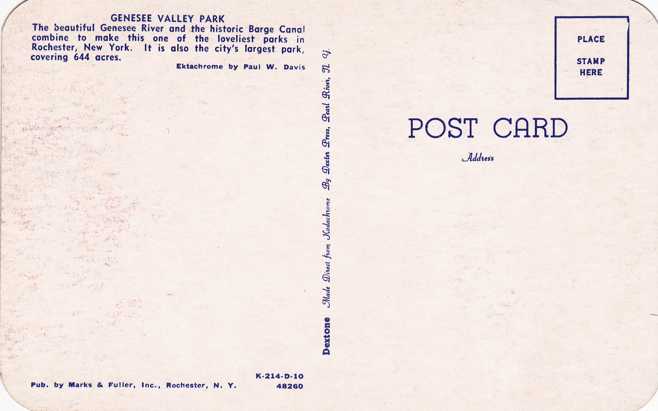 GENESEE VALLEY PARK
The beautiful Genesee River and the historic Barge Canal
combine to make this one of the loveliest parks in
Rochester, New York. It is also the city's largest park,
covering 644 acres.
Ektachrome by Paul W. Davis
Dextone Made Direct from Kodachrome By Dexter Press, Pearl River, N. Y.
K-214-D-10
Pub. by Marks & Fuller, Inc., Rochester, N. Y. 48260
PLACE
STAMP
HERE
POST CARD
Address